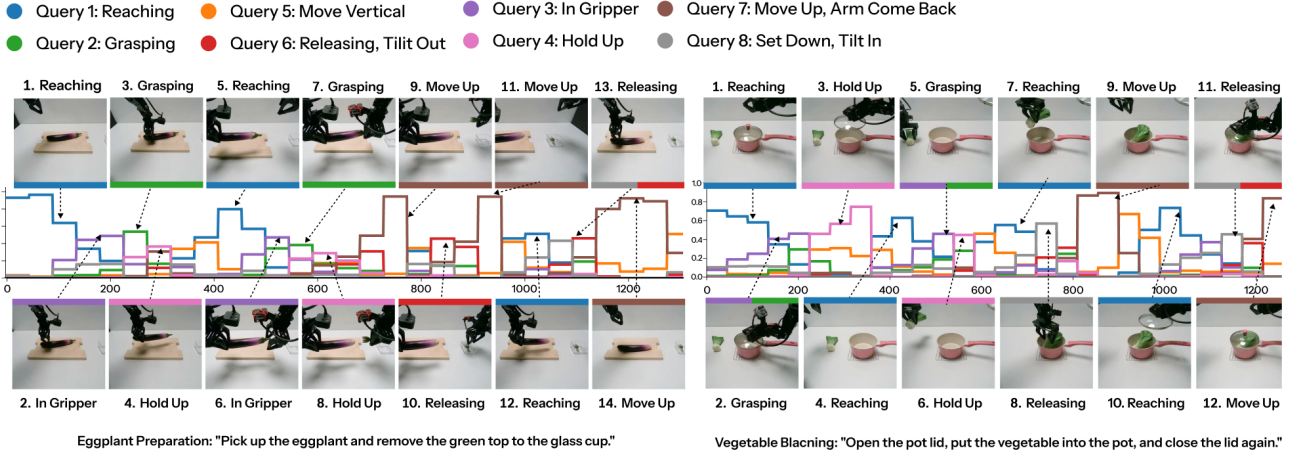 Query 1: Reaching
Query 5: Move Vertical
Query 3: In Gripper
Query 7: Move Up, Arm Come Back
Query 2: Grasping
Query 6: Releasing, Tilit Out
Query 4: Hold Up
Query 8: Set Down, Tilt In
1. Reaching
3. Grasping
5. Reaching
7. Grasping
9. Move Up
11. Move Up
13. Releasing
1. Reaching
3. Hold Up
5. Grasping
7. Reaching
9. Move Up
11. Releasing
1.0
0.8
0.6
0.4
0.2
0.0
0 200 400 600 800 1000 1200
0 200 400 600 800 1000 1200
2. In Gripper
4. Hold Up
6. In Gripper
8. Hold Up
10. Releasing
12. Reaching
14. Move Up
2. Grasping
4. Reaching
6. Hold Up
8. Releasing
10. Reaching
12. Move Up
Eggplant Preparation: "Pick up the eggplant and remove the green top to the glass cup."
Vegetable Blacning: "Open the pot lid, put the vegetable into the pot, and close the lid again."